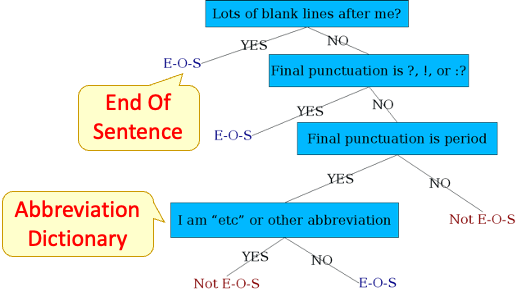 Lots of blank lines after me?
YES
NO
E-O-S
Final punctuation is ?, !, or :?
End Of
Sentence
YES
NO
E-O-S
Final punctuation is period
YES
NO
Not E-O-S
Abbreviation
Dictionary
I am “etc” or other abbreviation
YES
NO
Not E-O-S
E-O-S